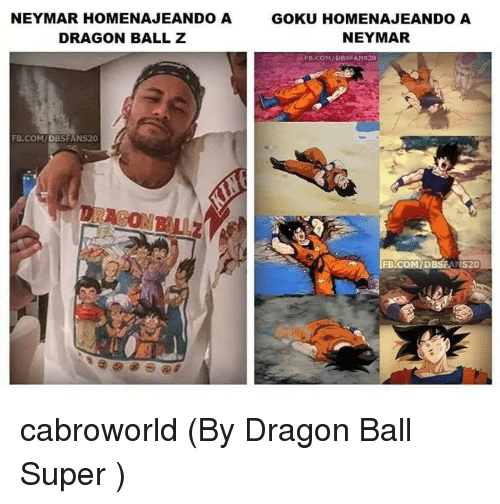 NEYMAR HOMENAJEANDO A
DRAGON BALL Z
GOKU HOMENAJEANDO A
NEYMAR
FB.COM/DBSFANS20
FB.COM/DBSFANS20
KING
DRAGON BALL Z
FB.COM/DBSFANS20
cabroworld (By Dragon Ball
Super )